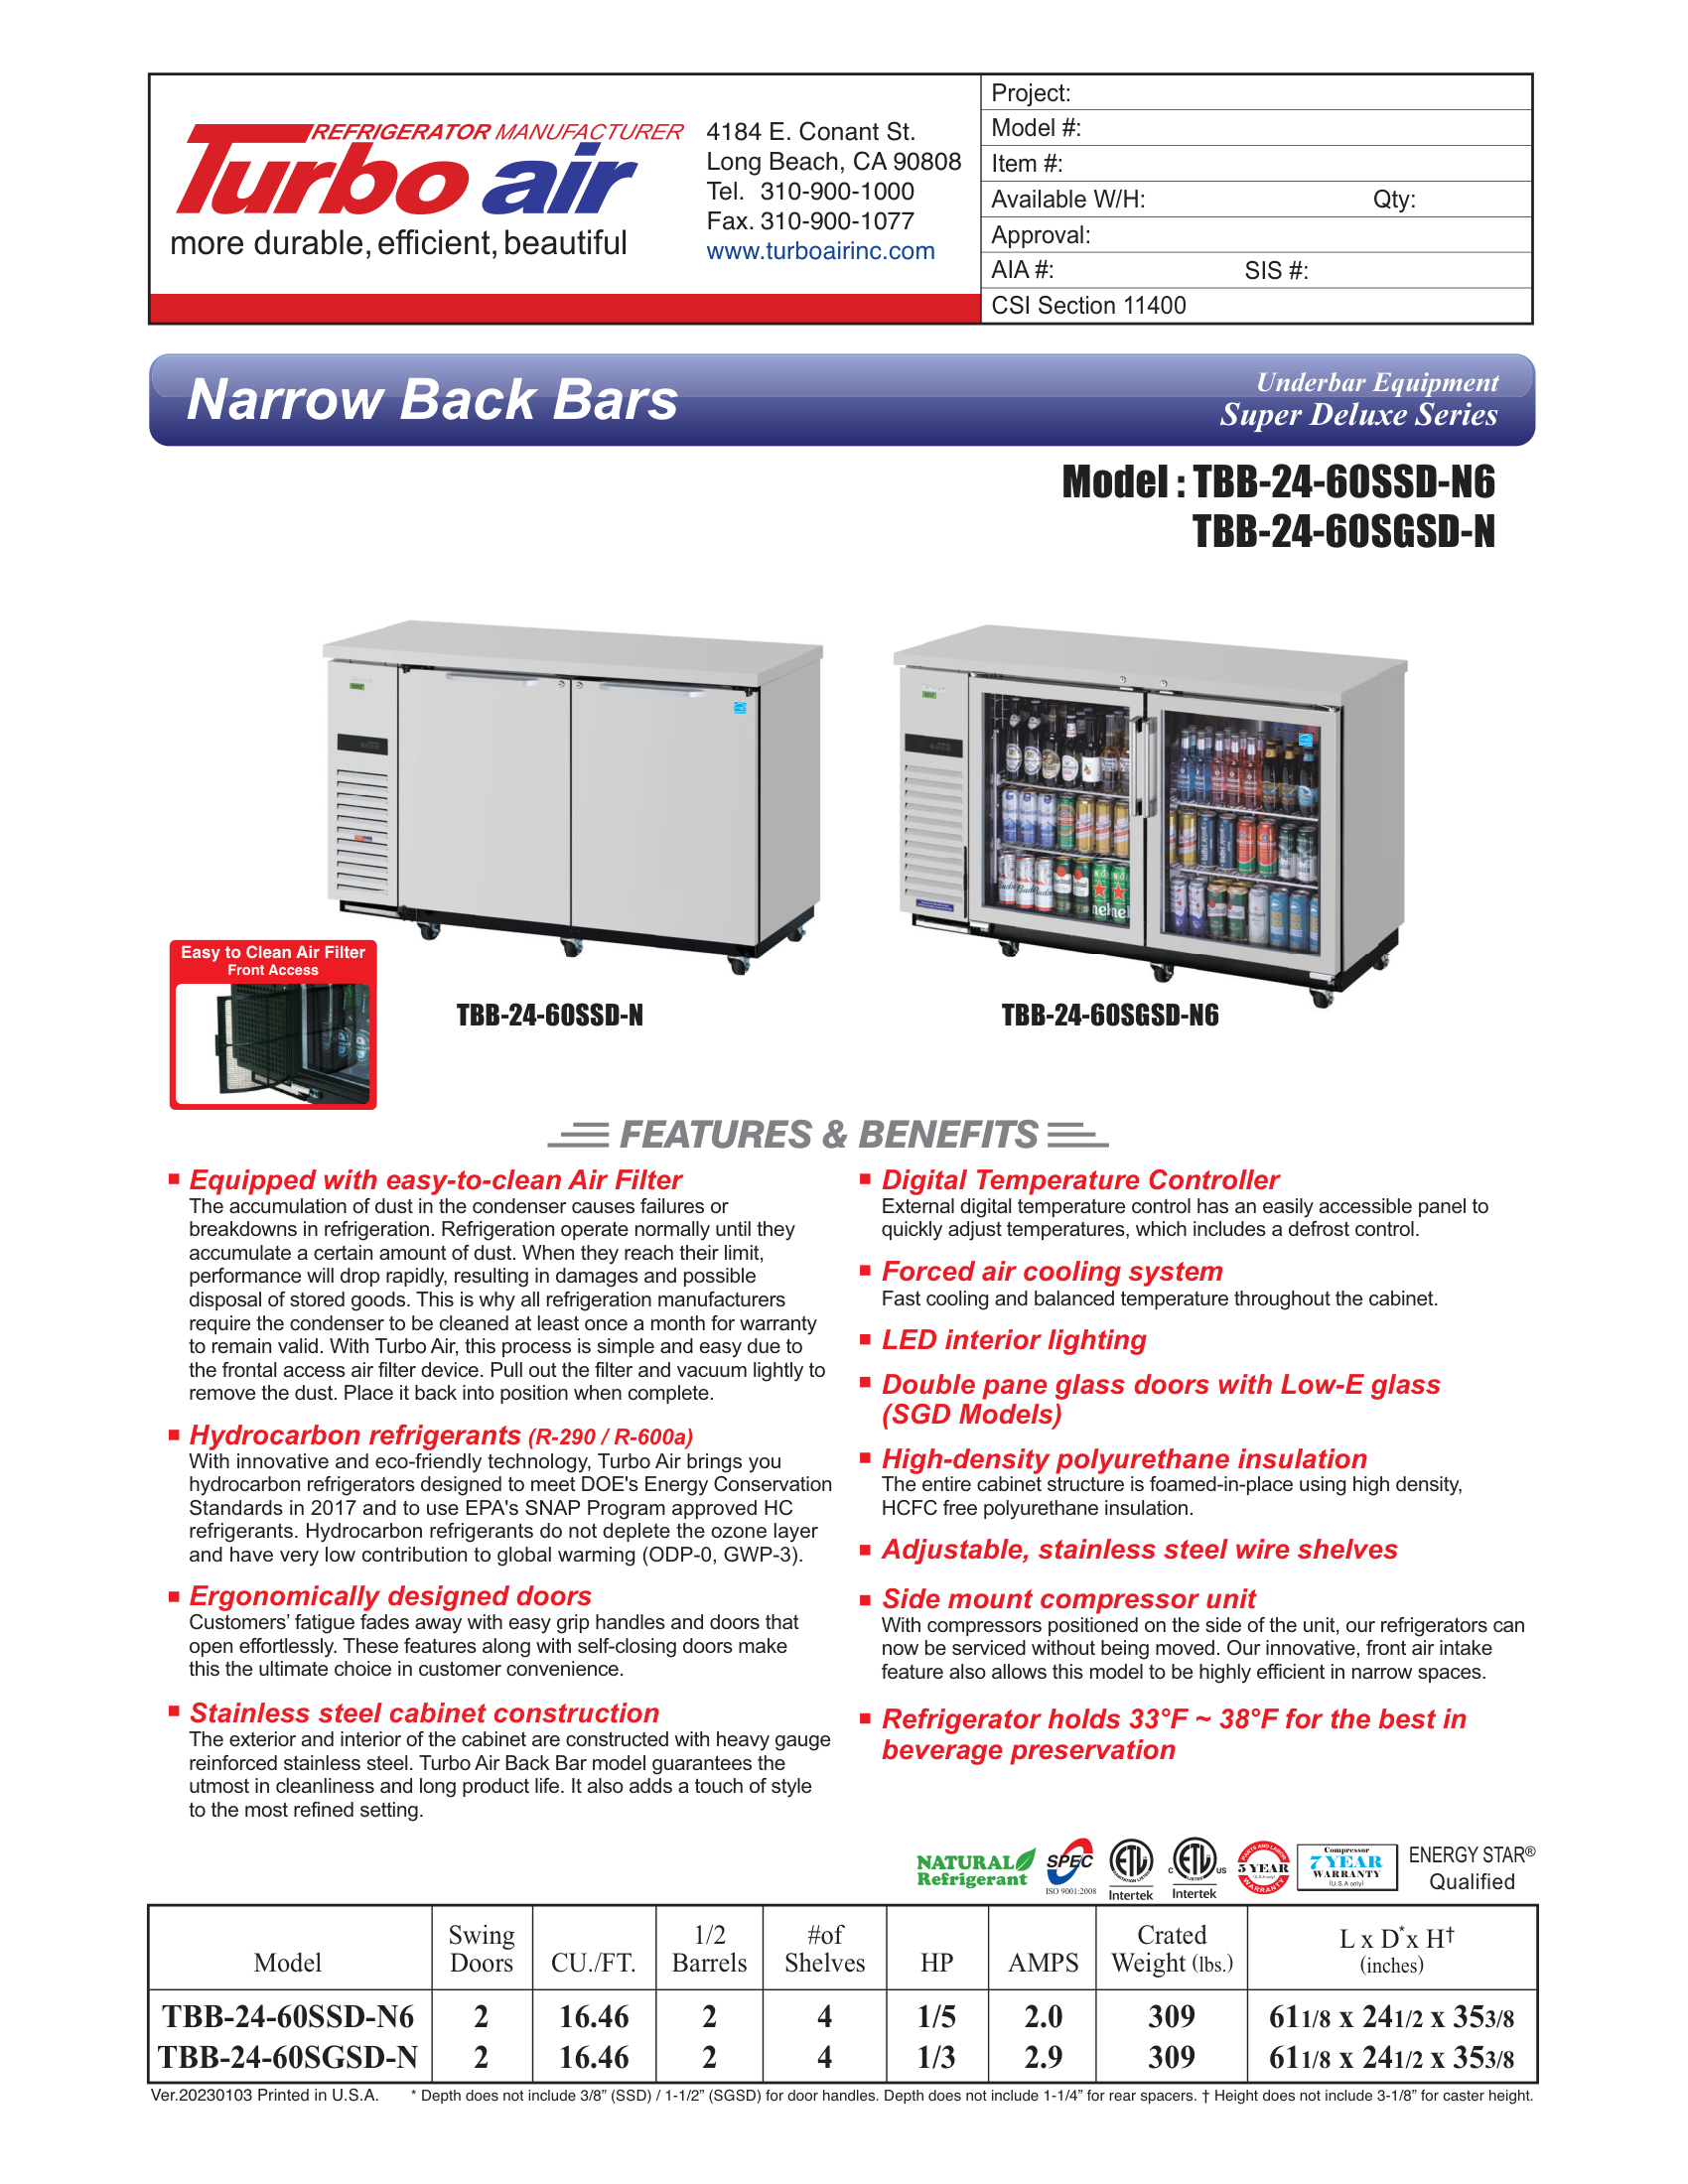 REFRIGERATOR MANUFACTURER
Turbo air
more durable, efficient, beautiful
4184 E. Conant St.
Long Beach, CA 90808
Tel. 310-900-1000
Fax. 310-900-1077
www.turboairinc.com
Project:
Model #:
Item #:
Available W/H: Qty:
Approval:
AIA #: SIS #:
CSI Section 11400
Narrow Back Bars
Underbar Equipment
Super Deluxe Series
Model : TBB-24-60SSD-N6
TBB-24-60SGSD-N
Easy to Clean Air Filter
Front Access
TBB-24-60SSD-N
TBB-24-60SGSD-N6
FEATURES & BENEFITS
Equipped with easy-to-clean Air Filter
The accumulation of dust in the condenser causes failures or
breakdowns in refrigeration. Refrigeration operate normally until they
accumulate a certain amount of dust. When they reach their limit,
performance will drop rapidly, resulting in damages and possible
disposal of stored goods. This is why all refrigeration manufacturers
require the condenser to be cleaned at least once a month for warranty
to remain valid. With Turbo Air, this process is simple and easy due to
the frontal access air filter device. Pull out the filter and vacuum lightly to
remove the dust. Place it back into position when complete.
Hydrocarbon refrigerants (R-290 / R-600a)
With innovative and eco-friendly technology, Turbo Air brings you
hydrocarbon refrigerators designed to meet DOE's Energy Conservation
Standards in 2017 and to use EPA's SNAP Program approved HC
refrigerants. Hydrocarbon refrigerants do not deplete the ozone layer
and have very low contribution to global warming (ODP-0, GWP-3).
Ergonomically designed doors
Customers’ fatigue fades away with easy grip handles and doors that
open effortlessly. These features along with self-closing doors make
this the ultimate choice in customer convenience.
Stainless steel cabinet construction
The exterior and interior of the cabinet are constructed with heavy gauge
reinforced stainless steel. Turbo Air Back Bar model guarantees the
utmost in cleanliness and long product life. It also adds a touch of style
to the most refined setting.
Digital Temperature Controller
External digital temperature control has an easily accessible panel to
quickly adjust temperatures, which includes a defrost control.
Forced air cooling system
Fast cooling and balanced temperature throughout the cabinet.
LED interior lighting
Double pane glass doors with Low-E glass
(SGD Models)
High-density polyurethane insulation
The entire cabinet structure is foamed-in-place using high density,
HCFC free polyurethane insulation.
Adjustable, stainless steel wire shelves
Side mount compressor unit
With compressors positioned on the side of the unit, our refrigerators can
now be serviced without being moved. Our innovative, front air intake
feature also allows this model to be highly efficient in narrow spaces.
Refrigerator holds 33°F ~ 38°F for the best in
beverage preservation
NATURAL
Refrigerant
SPEC
ISO 9001:2008
ETL
Intertek
C ETL US
LISTED
Intertek
PARTS AND LABOR
5 YEAR
(U.S.A only)
WARRANTY
Compressor
7 YEAR
WARRANTY
(U.S.A only)
ENERGY STAR®
Qualified
Model Swing Doors CU./FT. 1/2 Barrels #of Shelves HP AMPS Crated Weight (lbs.) L x D* x H† (inches)
TBB-24-60SSD-N6 2 16.46 2 4 1/5 2.0 309 61 1/8 x 24 1/2 x 35 3/8
TBB-24-60SGSD-N 2 16.46 2 4 1/3 2.9 309 61 1/8 x 24 1/2 x 35 3/8
Ver.20230103 Printed in U.S.A. * Depth does not include 3/8” (SSD) / 1-1/2” (SGSD) for door handles. Depth does not include 1-1/4” for rear spacers. † Height does not include 3-1/8” for caster height.